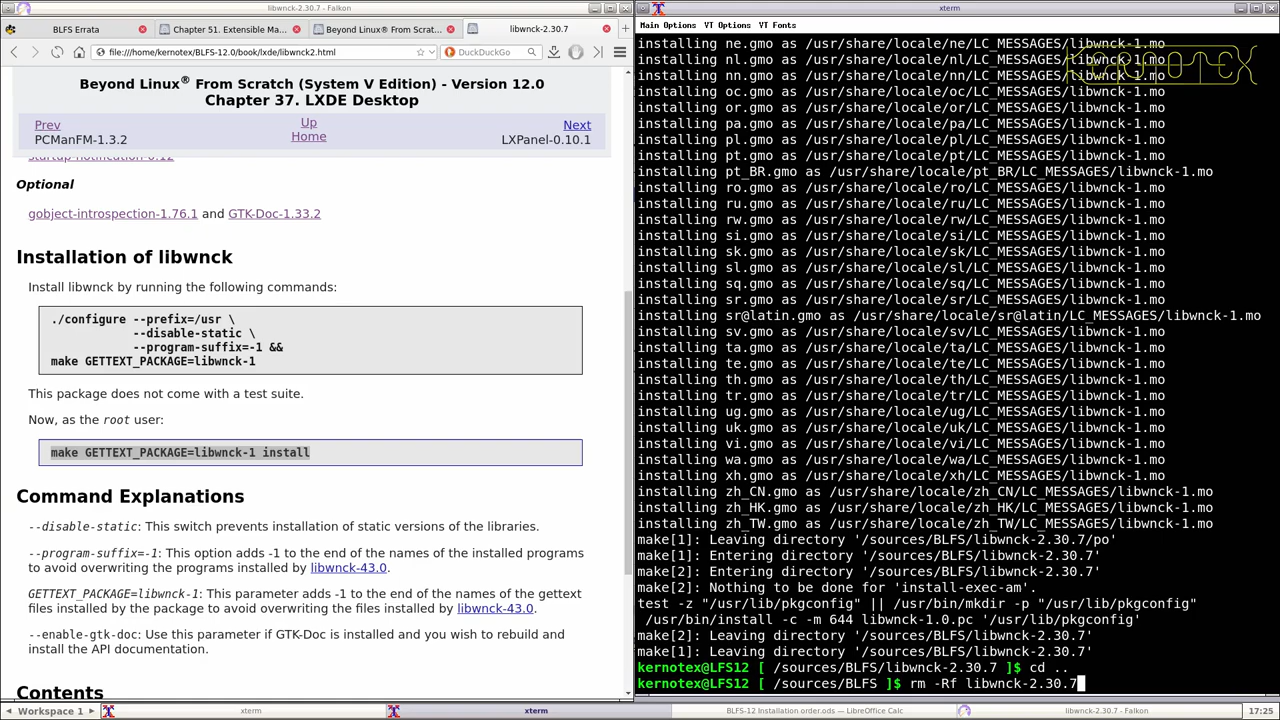 libwnck-2.30.7 - Falkon
BLFS Errata
Chapter 51. Extensible Ma...
Beyond Linux® From Scrat...
libwnck-2.30.7
file:///home/kernotex/BLFS-12.0/book/lxde/libwnck2.html
DuckDuckGo
Beyond Linux® From Scratch (System V Edition) - Version 12.0
Chapter 37. LXDE Desktop
Prev
Up
Next
PCManFM-1.3.2
Home
LXPanel-0.10.1
startup-notification-0.12
Optional
gobject-introspection-1.76.1 and GTK-Doc-1.33.2
Installation of libwnck
Install libwnck by running the following commands:
./configure --prefix=/usr \
--disable-static \
--program-suffix=-1 &&
make GETTEXT_PACKAGE=libwnck-1
This package does not come with a test suite.
Now, as the root user:
make GETTEXT_PACKAGE=libwnck-1 install
Command Explanations
--disable-static: This switch prevents installation of static versions of the libraries.
--program-suffix=-1: This option adds -1 to the end of the names of the installed programs
to avoid overwriting the programs installed by libwnck-43.0.
GETTEXT_PACKAGE=libwnck-1: This parameter adds -1 to the end of the names of the gettext
files installed by the package to avoid overwriting the files installed by libwnck-43.0.
--enable-gtk-doc: Use this parameter if GTK-Doc is installed and you wish to rebuild and
install the API documentation.
Contents
xterm
Main Options VT Options VT Fonts
installing ne.gmo as /usr/share/locale/ne/LC_MESSAGES/libwnck-1.mo
installing nl.gmo as /usr/share/locale/nl/LC_MESSAGES/libwnck-1.mo
installing nn.gmo as /usr/share/locale/nn/LC_MESSAGES/libwnck-1.mo
installing oc.gmo as /usr/share/locale/oc/LC_MESSAGES/libwnck-1.mo
installing or.gmo as /usr/share/locale/or/LC_MESSAGES/libwnck-1.mo
installing pa.gmo as /usr/share/locale/pa/LC_MESSAGES/libwnck-1.mo
installing pl.gmo as /usr/share/locale/pl/LC_MESSAGES/libwnck-1.mo
installing pt.gmo as /usr/share/locale/pt/LC_MESSAGES/libwnck-1.mo
installing pt_BR.gmo as /usr/share/locale/pt_BR/LC_MESSAGES/libwnck-1.mo
installing ro.gmo as /usr/share/locale/ro/LC_MESSAGES/libwnck-1.mo
installing ru.gmo as /usr/share/locale/ru/LC_MESSAGES/libwnck-1.mo
installing rw.gmo as /usr/share/locale/rw/LC_MESSAGES/libwnck-1.mo
installing si.gmo as /usr/share/locale/si/LC_MESSAGES/libwnck-1.mo
installing sk.gmo as /usr/share/locale/sk/LC_MESSAGES/libwnck-1.mo
installing sl.gmo as /usr/share/locale/sl/LC_MESSAGES/libwnck-1.mo
installing sq.gmo as /usr/share/locale/sq/LC_MESSAGES/libwnck-1.mo
installing sr.gmo as /usr/share/locale/sr/LC_MESSAGES/libwnck-1.mo
installing sr@latin.gmo as /usr/share/locale/sr@latin/LC_MESSAGES/libwnck-1.mo
installing sv.gmo as /usr/share/locale/sv/LC_MESSAGES/libwnck-1.mo
installing ta.gmo as /usr/share/locale/ta/LC_MESSAGES/libwnck-1.mo
installing te.gmo as /usr/share/locale/te/LC_MESSAGES/libwnck-1.mo
installing th.gmo as /usr/share/locale/th/LC_MESSAGES/libwnck-1.mo
installing tr.gmo as /usr/share/locale/tr/LC_MESSAGES/libwnck-1.mo
installing ug.gmo as /usr/share/locale/ug/LC_MESSAGES/libwnck-1.mo
installing uk.gmo as /usr/share/locale/uk/LC_MESSAGES/libwnck-1.mo
installing vi.gmo as /usr/share/locale/vi/LC_MESSAGES/libwnck-1.mo
installing wa.gmo as /usr/share/locale/wa/LC_MESSAGES/libwnck-1.mo
installing xh.gmo as /usr/share/locale/xh/LC_MESSAGES/libwnck-1.mo
installing zh_CN.gmo as /usr/share/locale/zh_CN/LC_MESSAGES/libwnck-1.mo
installing zh_HK.gmo as /usr/share/locale/zh_HK/LC_MESSAGES/libwnck-1.mo
installing zh_TW.gmo as /usr/share/locale/zh_TW/LC_MESSAGES/libwnck-1.mo
make[1]: Leaving directory '/sources/BLFS/libwnck-2.30.7/po'
make[1]: Entering directory '/sources/BLFS/libwnck-2.30.7'
make[2]: Entering directory '/sources/BLFS/libwnck-2.30.7'
make[2]: Nothing to be done for 'install-exec-am'.
test -z "/usr/lib/pkgconfig" || /usr/bin/mkdir -p "/usr/lib/pkgconfig"
/usr/bin/install -c -m 644 libwnck-1.0.pc '/usr/lib/pkgconfig'
make[2]: Leaving directory '/sources/BLFS/libwnck-2.30.7'
make[1]: Leaving directory '/sources/BLFS/libwnck-2.30.7'
kernotex@LFS12 [ /sources/BLFS/libwnck-2.30.7 ]$ cd ..
kernotex@LFS12 [ /sources/BLFS ]$ rm -Rf libwnck-2.30.7
KERNOTEX
Workspace 1
xterm
xterm
BLFS-12 Installation order.ods — LibreOffice Calc
libwnck-2.30.7 - Falkon
17:25